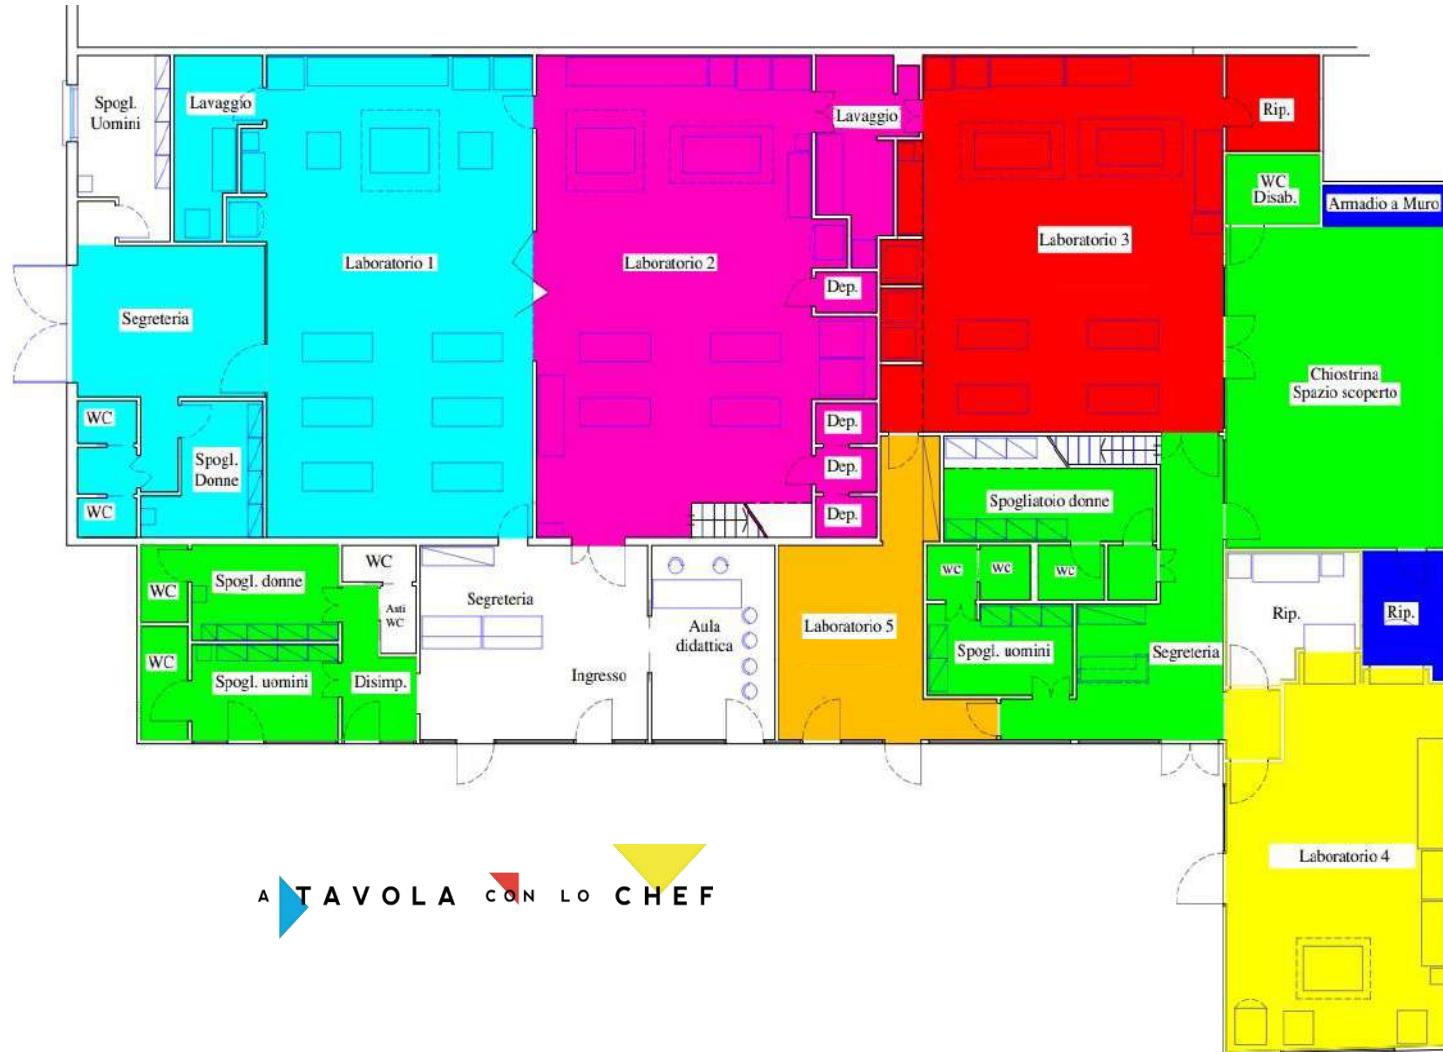 Spogl.
Uomini
Lavaggio
Lavaggio
Rip.
WC
Disab.
Armadio a Muro
Laboratorio 1
Laboratorio 2
Laboratorio 3
Dep.
Segreteria
Chiostrina
Spazio scoperto
WC
Dep.
Spogl.
Donne
Dep.
WC
Dep.
Spogliatoio donne
WC
Spogl. donne
WC
WC
WC
WC
Segreteria
Anti
WC
Aula
didattica
Laboratorio 5
Rip.
Rip.
WC
Spogl. uomini
Segreteria
Spogl. uomini
Disimp.
Ingresso
Laboratorio 4
A TAVOLA CON LO CHEF